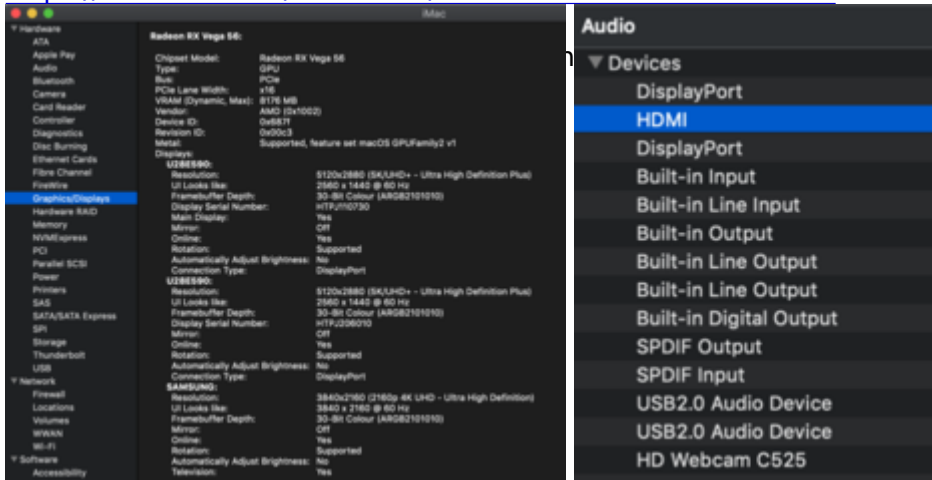 iMac
Hardware
ATA
Apple Pay
Audio
Bluetooth
Camera
Card Reader
Controller
Diagnostics
Disc Burning
Ethernet Cards
Fibre Channel
FireWire
Graphics/Displays
Hardware RAID
Memory
NVMExpress
PCI
Parallel SCSI
Power
Printers
SAS
SATA/SATA Express
SPI
Storage
Thunderbolt
USB
Network
Firewall
Locations
Volumes
WWAN
Wi-Fi
Software
Accessibility
Radeon RX Vega 56:
Chipset Model: Radeon RX Vega 56
Type: GPU
Bus: PCIe
PCIe Lane Width: x16
VRAM (Dynamic, Max): 8176 MB
Vendor: AMD (0x1002)
Device ID: 0x687f
Revision ID: 0x00c3
Metal: Supported, feature set macOS GPUFamily2 v1
Displays:
U28E590:
Resolution: 5120x2880 (5K/UHD+ - Ultra High Definition Plus)
UI Looks like: 2560 x 1440 @ 60 Hz
Framebuffer Depth: 30-Bit Colour (ARGB2101010)
Display Serial Number: HTPJ110730
Main Display: Yes
Mirror: Off
Online: Yes
Rotation: Supported
Automatically Adjust Brightness: No
Connection Type: DisplayPort
U28E590:
Resolution: 5120x2880 (5K/UHD+ - Ultra High Definition Plus)
UI Looks like: 2560 x 1440 @ 60 Hz
Framebuffer Depth: 30-Bit Colour (ARGB2101010)
Display Serial Number: HTPJ206010
Mirror: Off
Online: Yes
Rotation: Supported
Automatically Adjust Brightness: No
Connection Type: DisplayPort
SAMSUNG:
Resolution: 3840x2160 (2160p 4K UHD - Ultra High Definition)
UI Looks like: 3840 x 2160 @ 60 Hz
Framebuffer Depth: 30-Bit Colour (ARGB2101010)
Mirror: Off
Online: Yes
Rotation: Supported
Automatically Adjust Brightness: No
Television: Yes
Audio
Devices
DisplayPort
HDMI
DisplayPort
Built-in Input
Built-in Line Input
Built-in Output
Built-in Line Output
Built-in Line Output
Built-in Digital Output
SPDIF Output
SPDIF Input
USB2.0 Audio Device
USB2.0 Audio Device
HD Webcam C525